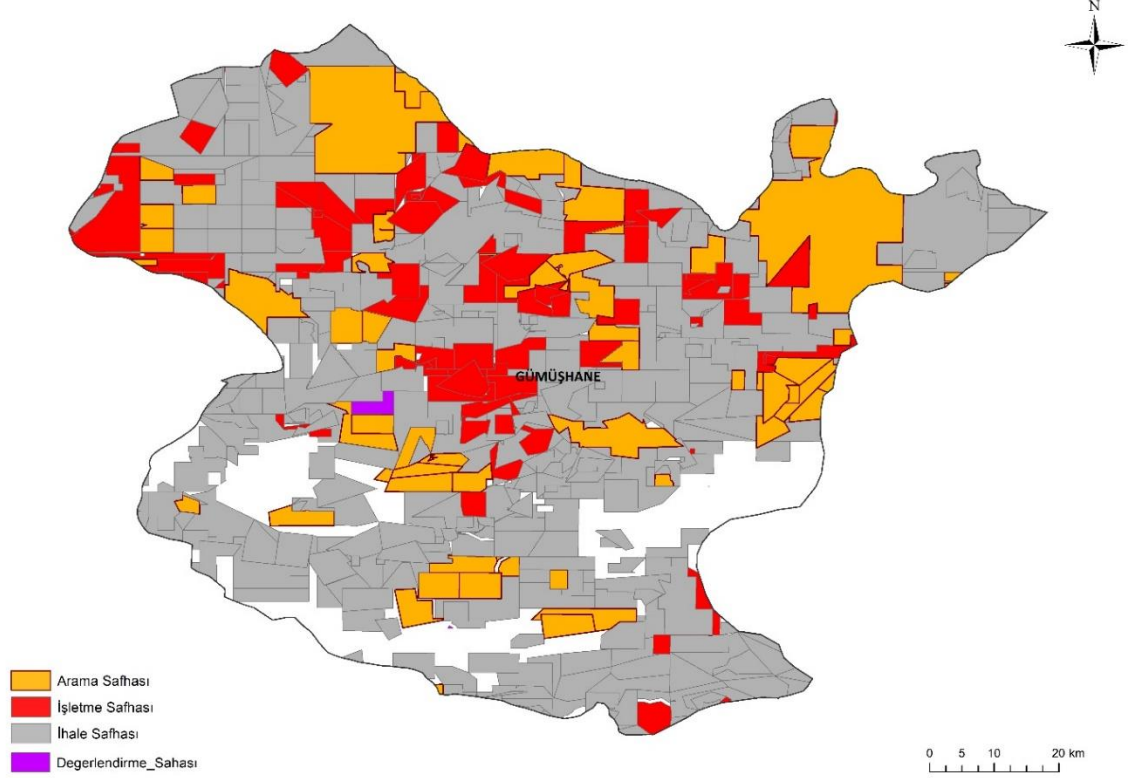 N
GÜMÜŞHANE
Arama Safhası
İşletme Safhası
İhale Safhası
Degerlendirme_Sahası
0 5 10 20 km